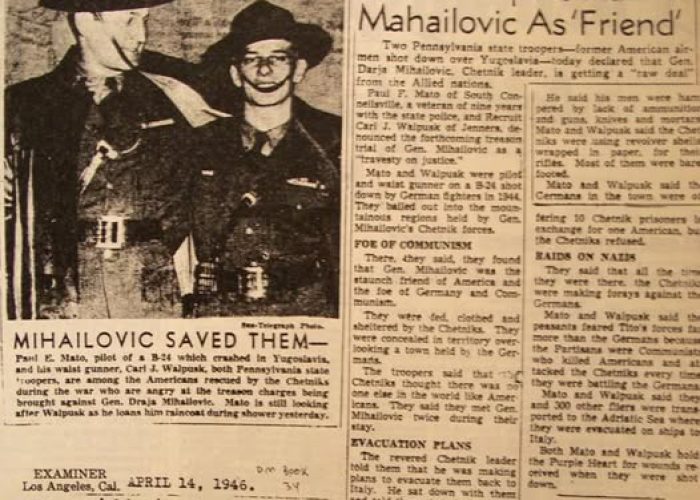 Mahailovic As 'Friend'
Two Pennsylvania state troopers—former American air-
men shot down over Yugoslavia—today declared that Gen.
Darja Mihailovic, Chetnik leader, is getting a "raw deal"
from the Allied nations.
Paul F. Mato of South Con-
nellsville, a veteran of nine years
with the state police, and Recruit
Carl J. Walpusk of Jenners, de-
nounced the forthcoming treason
trial of Gen. Mihailovic as a
"travesty on justice."
Mato and Walpusk were pilot
and waist gunner on a B-24 shot
down by German fighters in 1944.
They bailed out into the moun-
tainous regions held by Gen.
Mihailovic's Chetnik forces.
FOE OF COMMUNISM
There, they said, they found
that Gen. Mihailovic was the
staunch friend of America and
the foe of Germany and Com-
munism.
They were fed, clothed and
sheltered by the Chetniks. They
were concealed in territory over-
looking a town held by the Ger-
mans.
The troopers said that
Chetniks thought there was no
one else in the world like Amer-
icans. They said they met Gen.
Mihailovic twice during their
stay.
EVACUATION PLANS
The revered Chetnik leader
told them that he was making
plans to evacuate them back to
Italy. He sat down with them
He said his men were ham
pered by lack of ammunition
and guns, knives and mortar
Mato and Walpusk said the Ch
niks were using revolver shells
wrapped in paper, for their
rifles. Most of them were bare
footed.
Mato and Walpusk said
Germans in the town were
fering 10 Chetnik prisoners
exchange for one American, but
the Chetniks refused.
RAIDS ON NAZIS
They said that all the time
they were there, the Chetniks
were making forays against the
Germans.
Mato and Walpusk said
peasants feared Tito's forces
more than the Germans because
the Partisans were Communists
who killed Americans and at
tacked the Chetniks every time
they were battling the Germans
Mato and Walpusk said they
and 300 other fliers were trans
ported to the Adriatic Sea where
they were evacuated on ships to
Italy.
Both Mato and Walpusk hold
the Purple Heart for wounds re
ceived when they were shot
down.
Sun-Telegraph Photo.
MIHAILOVIC SAVED THEM—
Paul E. Mato, pilot of a B-24 which crashed in Yugoslavia,
and his waist gunner, Carl J. Walpusk, both Pennsylvania State
troopers, are among the Americans rescued by the Chetniks
during the war who are angry at the treason charges being
brought against Gen. Draja Mihailovic. Mato is still looking
after Walpusk as he loans him raincoat during shower yesterday.
EXAMINER
Los Angeles, Cal. APRIL 14, 1946.
DM BOOK
34